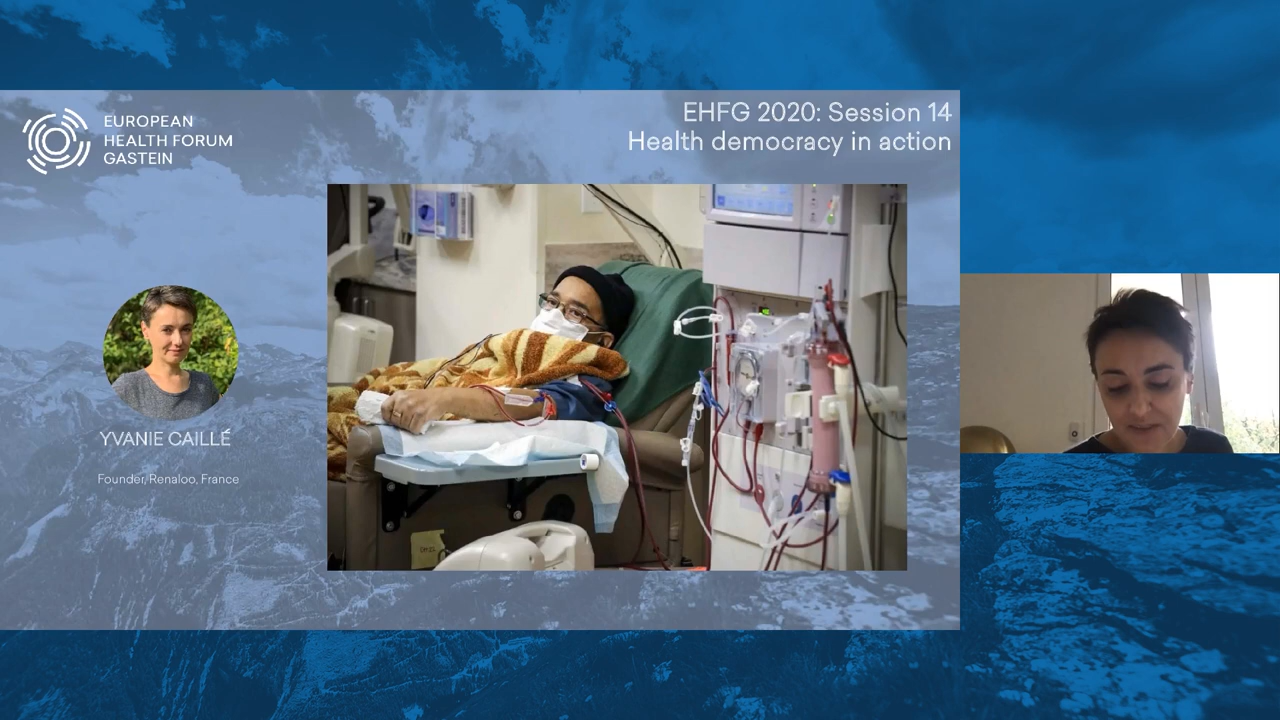 EUROPEAN
HEALTH FORUM
GASTEIN
EHFG 2020: Session 14
Health democracy in action
YVANIE CAILLÉ
Founder, Renaloo, France